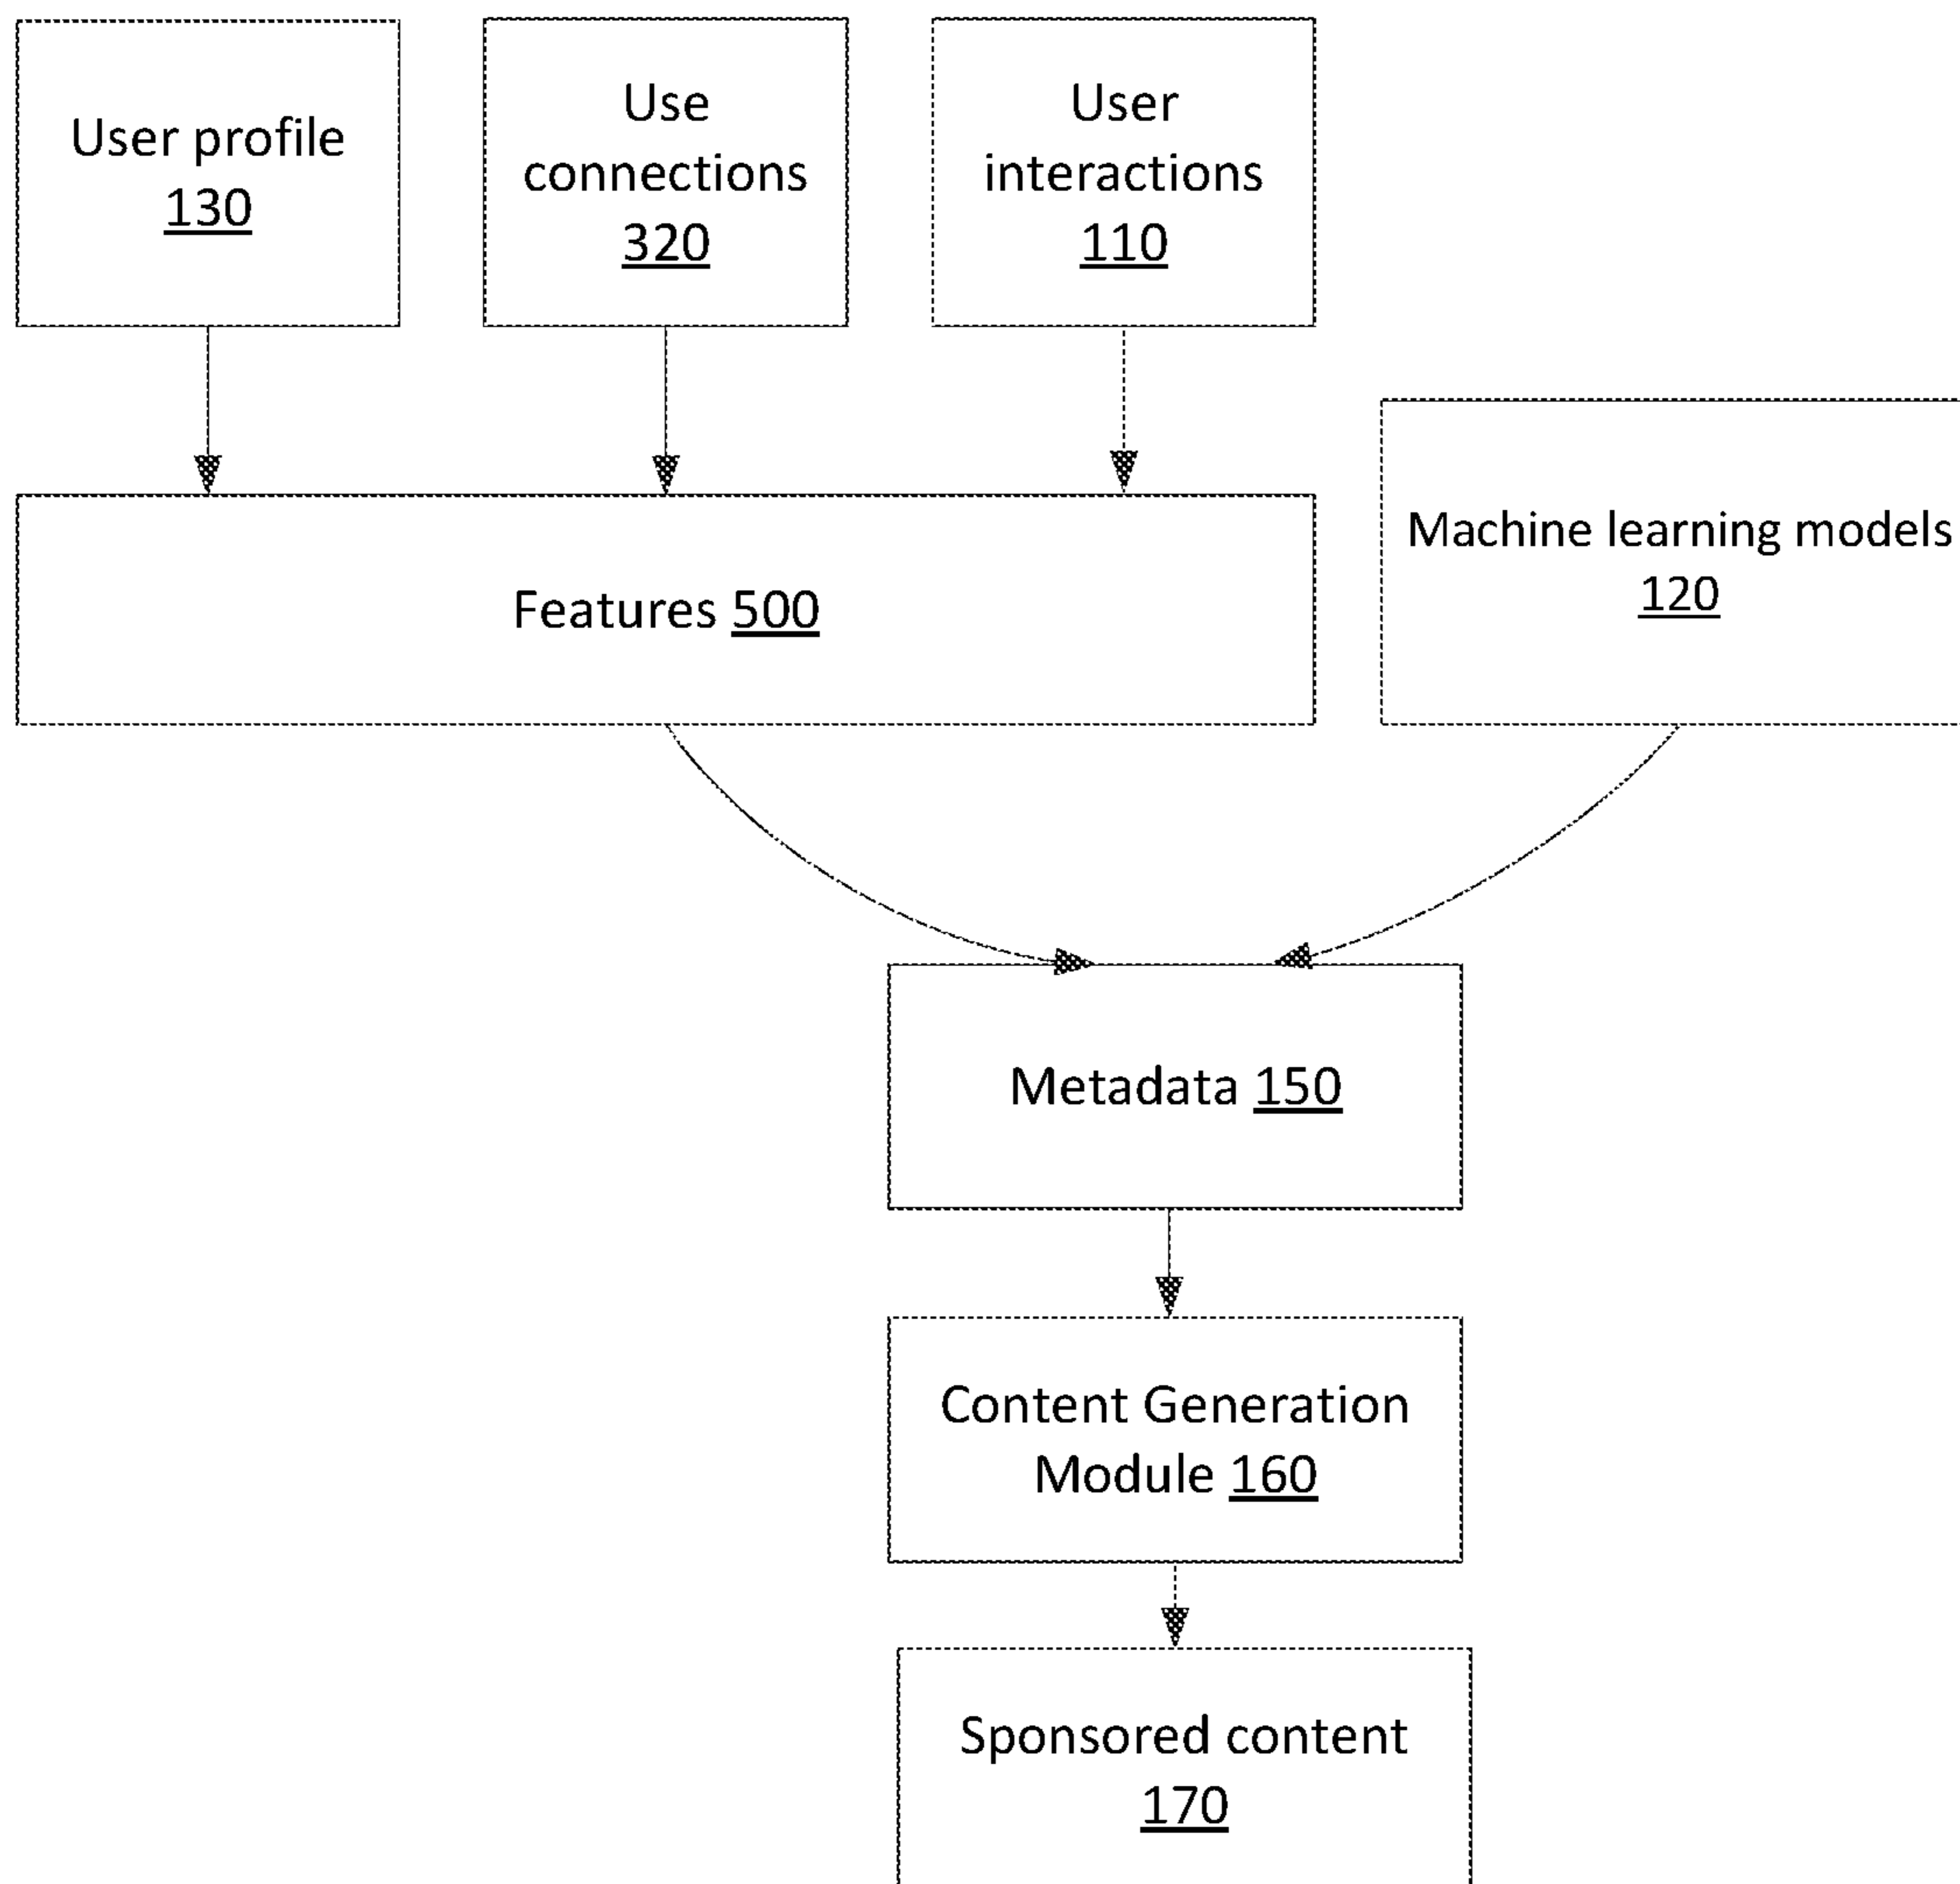 User profile
130
Use
connections
320
User
interactions
110
Machine learning models
120
Features 500
Metadata 150
Content Generation
Module 160
Sponsored content
170